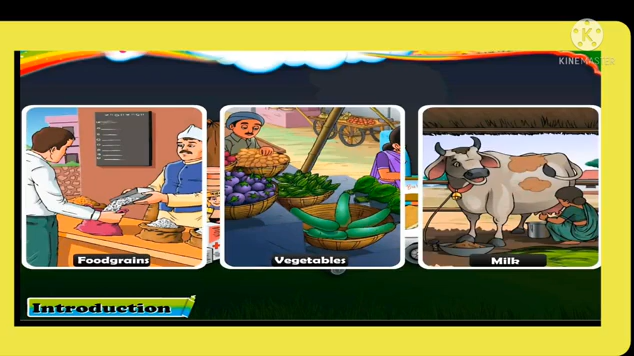 K
KINEMASTER
Foodgrains
Vegetables
Milk
Introduction